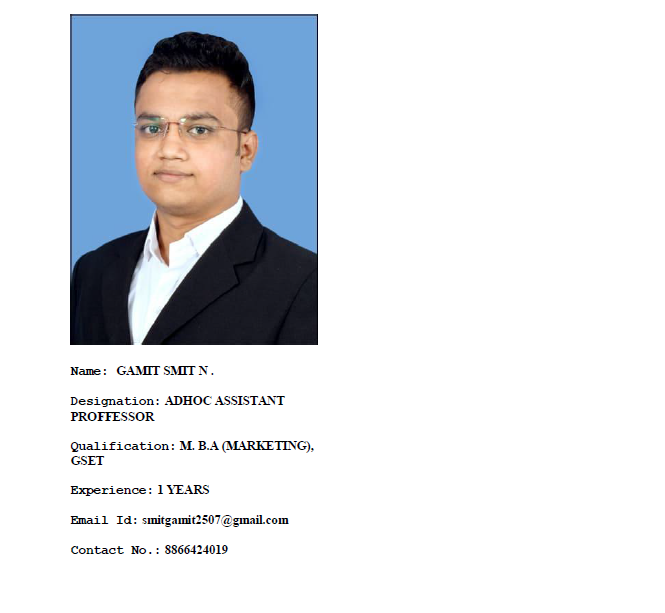 Name: GAMIT SMIT N .
Designation: ADHOC ASSISTANT
PROFFESSOR
Qualification: M. B.A (MARKETING),
GSET
Experience: 1 YEARS
Email Id: smitgamit2507@gmail.com
Contact No.: 8866424019